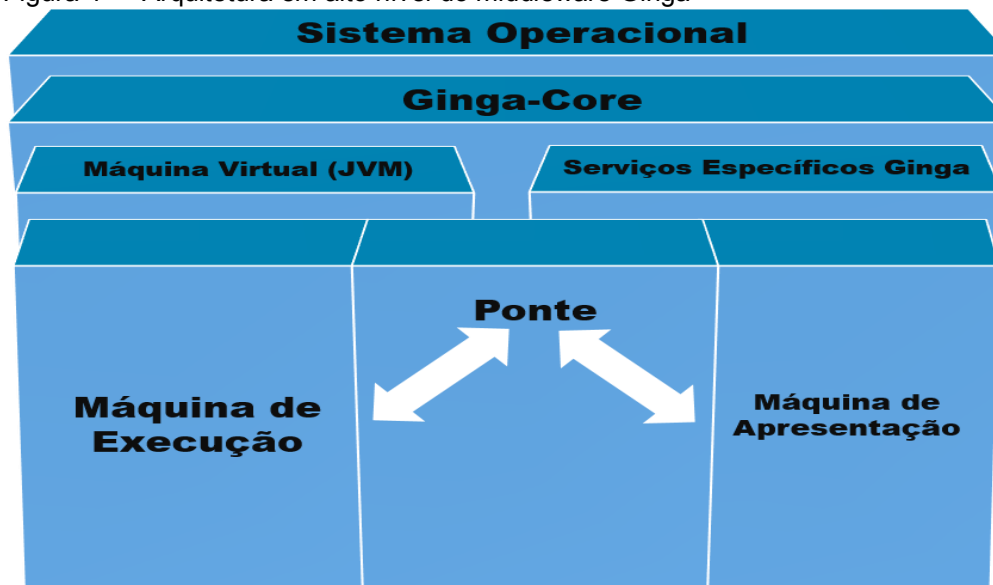 Sistema Operacional
Ginga-Core
Máquina Virtual (JVM)
Serviços Específicos Ginga
Ponte
Máquina de
Execução
Máquina de
Apresentação